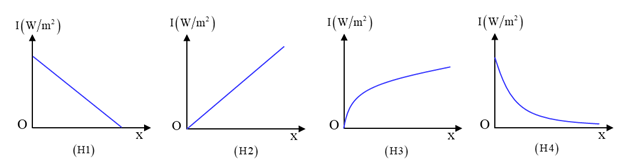 I(W/m²) I(W/m²) I(W/m²) I(W/m²)
O x O x O x O x
(H1) (H2) (H3) (H4)